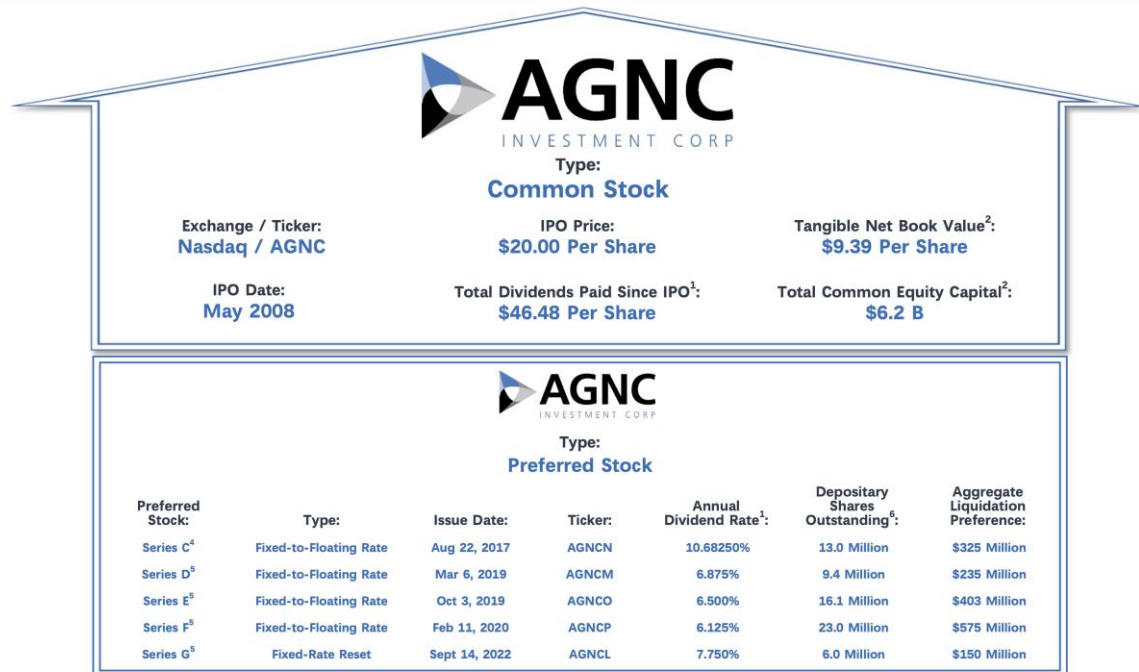 AGNC
INVESTMENT CORP
Type:
Common Stock
Exchange / Ticker:
Nasdaq / AGNC
IPO Price:
$20.00 Per Share
Tangible Net Book Value²:
$9.39 Per Share
IPO Date:
May 2008
Total Dividends Paid Since IPO¹:
$46.48 Per Share
Total Common Equity Capital²:
$6.2 B
AGNC
INVESTMENT CORP
Type:
Preferred Stock
Preferred Stock: Type: Issue Date: Ticker: Annual Dividend Rate¹: Depositary Shares Outstanding⁶: Aggregate Liquidation Preference:
Series C⁴ Fixed-to-Floating Rate Aug 22, 2017 AGNCN 10.68250% 13.0 Million $325 Million
Series D⁵ Fixed-to-Floating Rate Mar 6, 2019 AGNCM 6.875% 9.4 Million $235 Million
Series E⁵ Fixed-to-Floating Rate Oct 3, 2019 AGNCO 6.500% 16.1 Million $403 Million
Series F⁵ Fixed-to-Floating Rate Feb 11, 2020 AGNCP 6.125% 23.0 Million $575 Million
Series G⁵ Fixed-Rate Reset Sept 14, 2022 AGNCL 7.750% 6.0 Million $150 Million